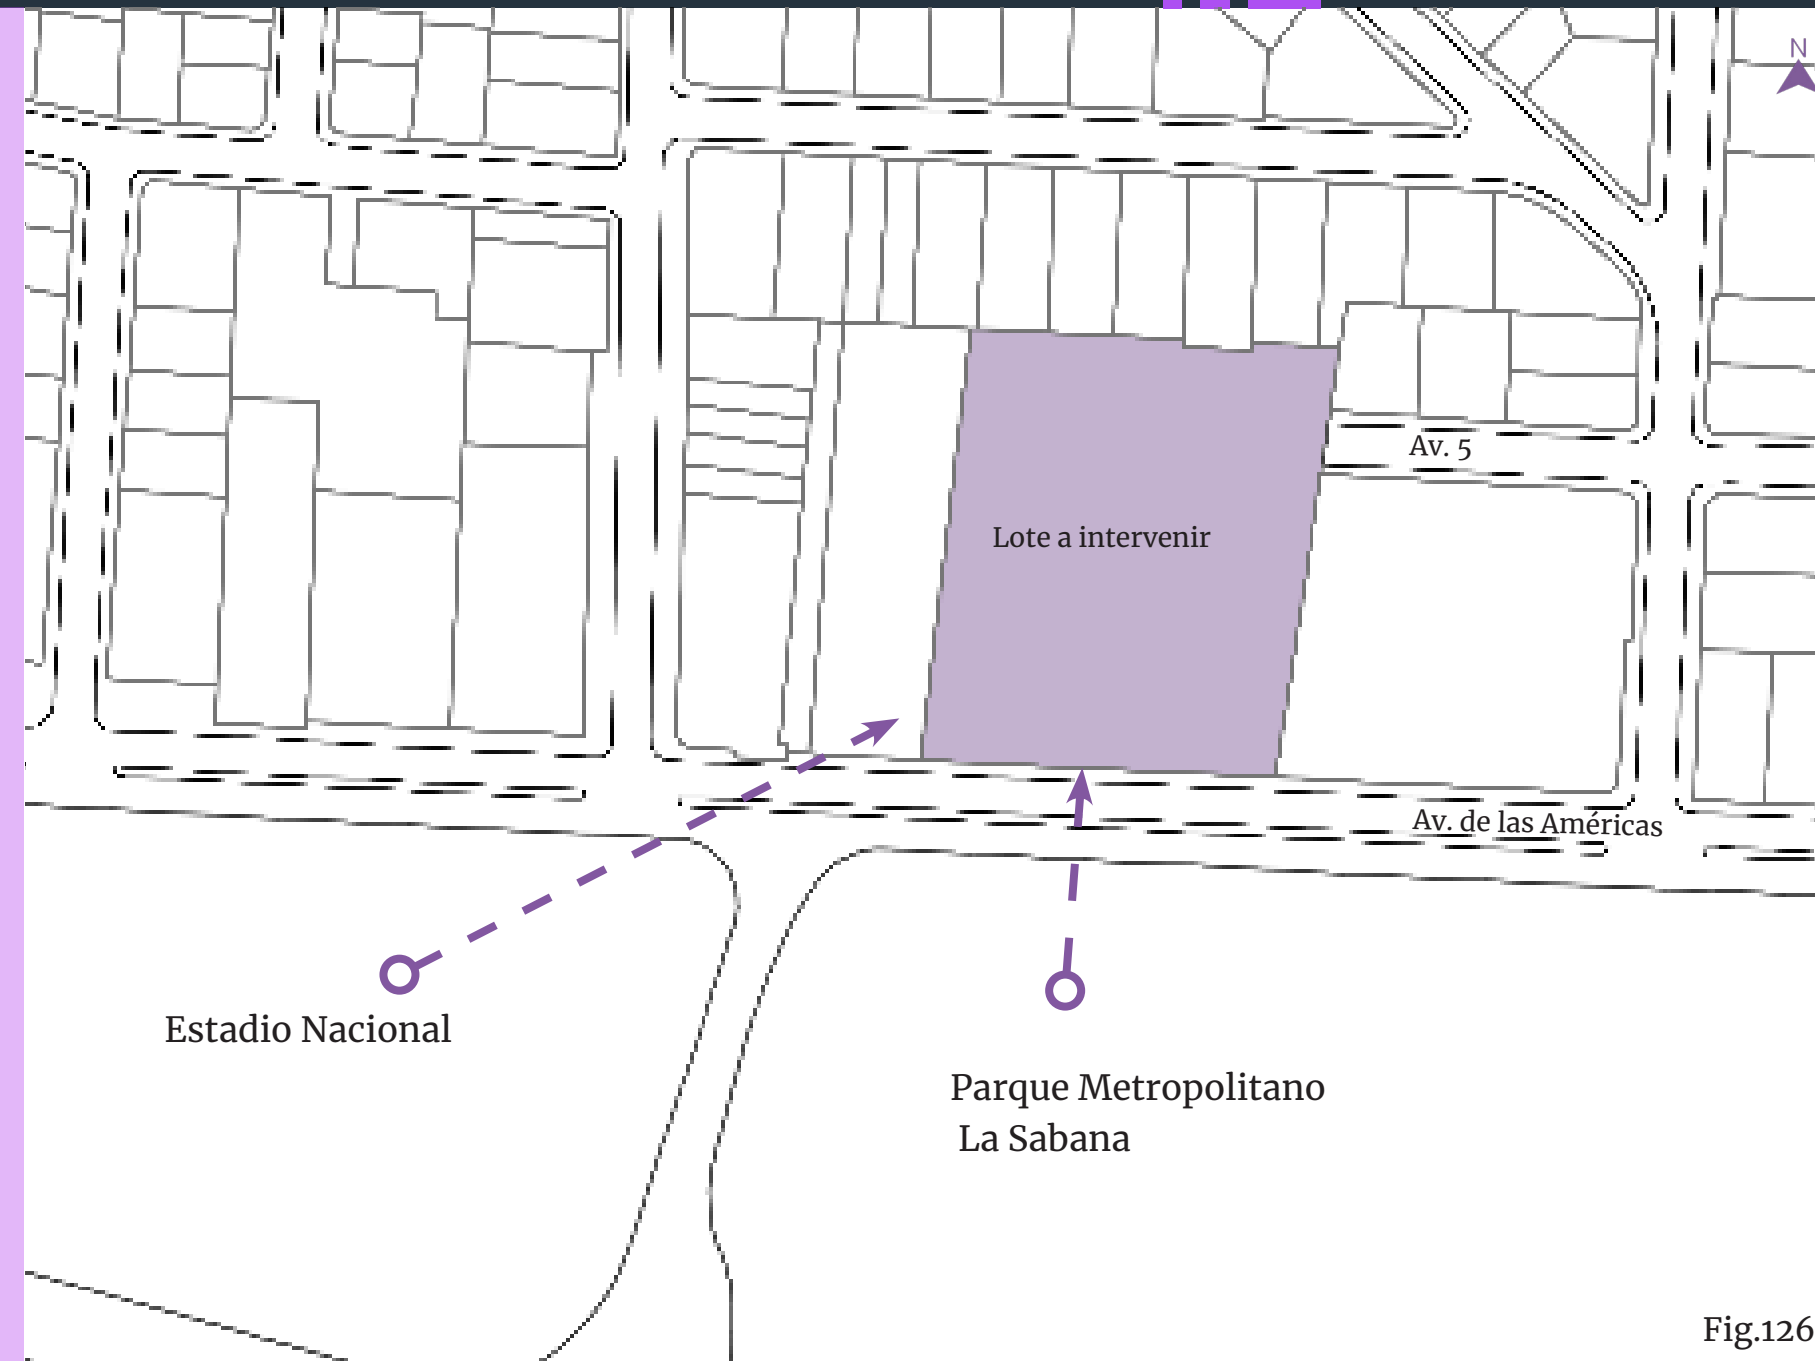 N
Av. 5
Lote a intervenir
Av. de las Américas
Estadio Nacional
Parque Metropolitano
La Sabana
Fig.126